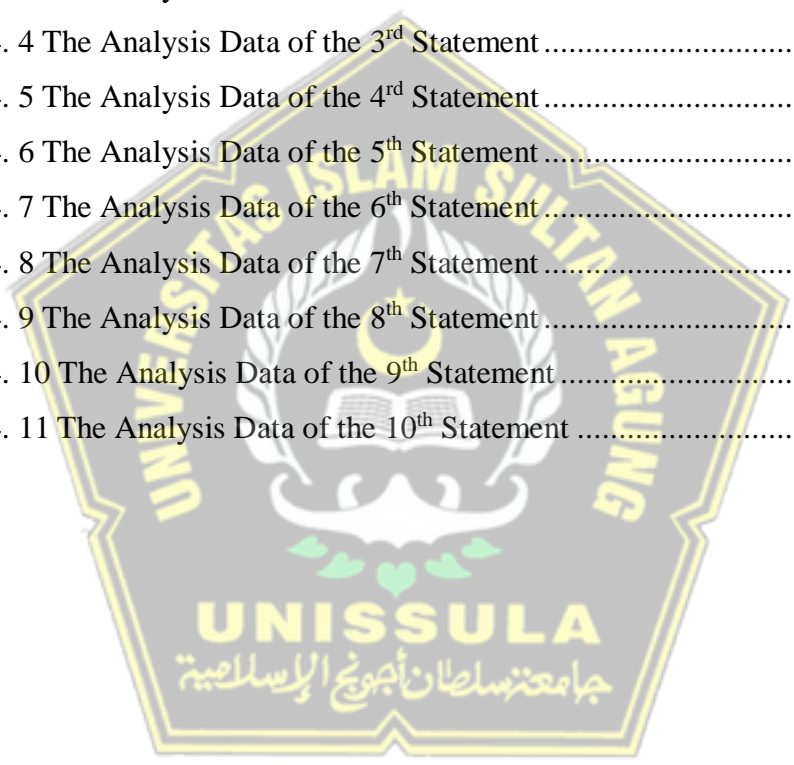 . 4 The Analysis Data of the 3rd Statement ..............................
. 5 The Analysis Data of the 4rd Statement ..............................
. 6 The Analysis Data of the 5th Statement ..............................
. 7 The Analysis Data of the 6th Statement ..............................
. 8 The Analysis Data of the 7th Statement ..............................
. 9 The Analysis Data of the 8th Statement ..............................
. 10 The Analysis Data of the 9th Statement ............................
. 11 The Analysis Data of the 10th Statement ..........................
UNIVERSITAS ISLAM SULTAN AGUNG
UNISSULA
جامعة سلطان أجونج الإسلامية